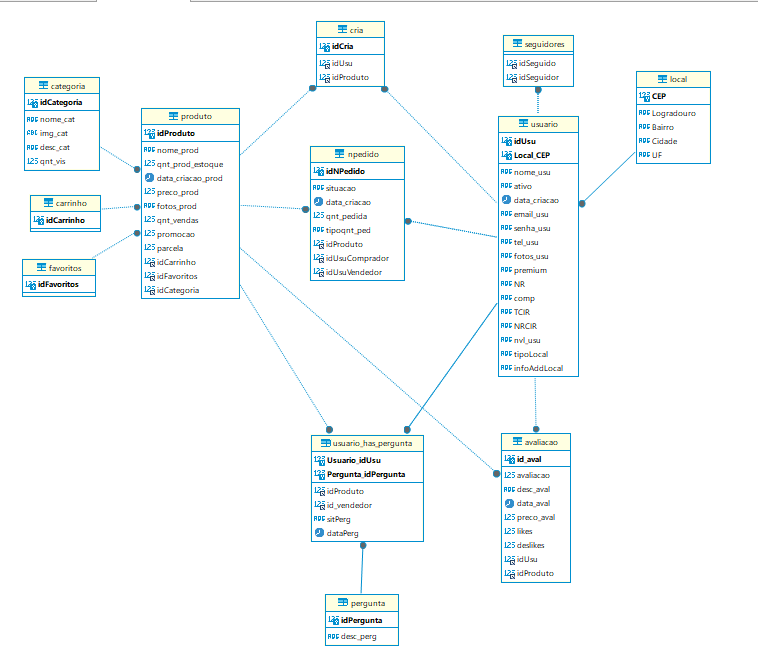 cria
idCria
idUsu
idProduto
seguidores
idSeguido
idSeguidor
categoria
idCategoria
nome_cat
img_cat
desc_cat
qnt_vis
local
CEP
Logradouro
Bairro
Cidade
UF
produto
idProduto
nome_prod
qnt_prod_estoque
data_criacao_prod
preco_prod
fotos_prod
qnt_vendas
promocao
parcela
idCarrinho
idFavoritos
idCategoria
usuario
idUsu
Local_CEP
nome_usu
ativo
data_criacao
email_usu
senha_usu
tel_usu
fotos_usu
premium
NR
comp
TCIR
NRCIR
nvl_usu
tipoLocal
infoAddLocal
npedido
idNPedido
situacao
data_criacao
qnt_pedida
tipoqnt_ped
idProduto
idUsuComprador
idUsuVendedor
carrinho
idCarrinho
favoritos
idFavoritos
usuario_has_pergunta
Usuario_idUsu
Pergunta_idPergunta
idProduto
id_vendedor
sitPerg
dataPerg
avaliacao
id_aval
avaliacao
desc_aval
data_aval
preco_aval
likes
deslikes
idUsu
idProduto
pergunta
idPergunta
desc_perg